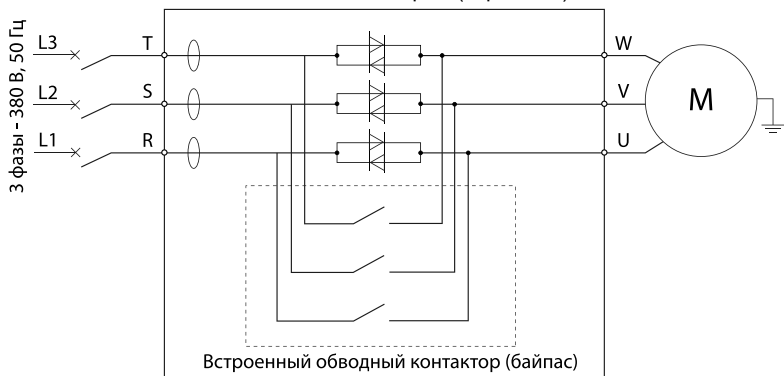 3 фазы - 380 В, 50 Гц
L3 T W
L2 S V
L1 R U
M
Встроенный обводный контактор (байпас)